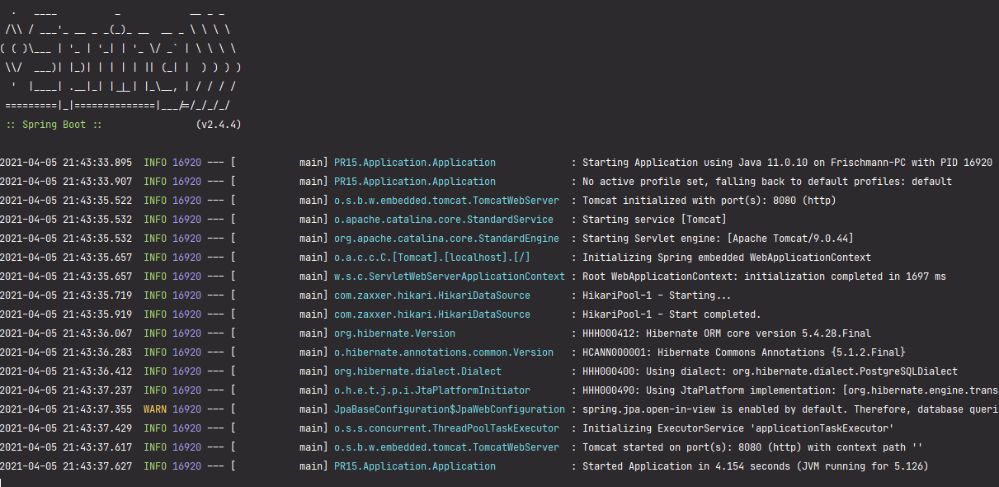 .   ____          _            __ _ _
 /\\ / ___'_ __ _ _(_)_ __  __ _ \ \ \ \
( ( )\___ | '_ | '_| | '_ \/ _` | \ \ \ \
 \\/  ___)| |_)| | | | | || (_| |  ) ) ) )
  '  |____| .__|_| |_|_| |_\__, | / / / /
 =========|_|==============|___/=/_/_/_/
 :: Spring Boot ::                (v2.4.4)
2021-04-05 21:43:33.895  INFO 16920 --- [           main] PR15.Application.Application             : Starting Application using Java 11.0.10 on Frischmann-PC with PID 16920
2021-04-05 21:43:33.907  INFO 16920 --- [           main] PR15.Application.Application             : No active profile set, falling back to default profiles: default
2021-04-05 21:43:35.522  INFO 16920 --- [           main] o.s.b.w.embedded.tomcat.TomcatWebServer  : Tomcat initialized with port(s): 8080 (http)
2021-04-05 21:43:35.532  INFO 16920 --- [           main] o.apache.catalina.core.StandardService   : Starting service [Tomcat]
2021-04-05 21:43:35.532  INFO 16920 --- [           main] org.apache.catalina.core.StandardEngine  : Starting Servlet engine: [Apache Tomcat/9.0.44]
2021-04-05 21:43:35.657  INFO 16920 --- [           main] o.a.c.c.C.[Tomcat].[localhost].[/]       : Initializing Spring embedded WebApplicationContext
2021-04-05 21:43:35.657  INFO 16920 --- [           main] w.s.c.ServletWebServerApplicationContext : Root WebApplicationContext: initialization completed in 1697 ms
2021-04-05 21:43:35.719  INFO 16920 --- [           main] com.zaxxer.hikari.HikariDataSource       : HikariPool-1 - Starting...
2021-04-05 21:43:35.919  INFO 16920 --- [           main] com.zaxxer.hikari.HikariDataSource       : HikariPool-1 - Start completed.
2021-04-05 21:43:36.067  INFO 16920 --- [           main] org.hibernate.Version                    : HHH000412: Hibernate ORM core version 5.4.28.Final
2021-04-05 21:43:36.283  INFO 16920 --- [           main] o.hibernate.annotations.common.Version   : HCANN000001: Hibernate Commons Annotations {5.1.2.Final}
2021-04-05 21:43:36.412  INFO 16920 --- [           main] org.hibernate.dialect.Dialect            : HHH000400: Using dialect: org.hibernate.dialect.PostgreSQLDialect
2021-04-05 21:43:37.237  INFO 16920 --- [           main] o.h.e.t.j.p.i.JtaPlatformInitiator       : HHH000490: Using JtaPlatform implementation: [org.hibernate.engine.trans
2021-04-05 21:43:37.355  WARN 16920 --- [           main] JpaBaseConfiguration$JpaWebConfiguration : spring.jpa.open-in-view is enabled by default. Therefore, database queri
2021-04-05 21:43:37.429  INFO 16920 --- [           main] o.s.s.concurrent.ThreadPoolTaskExecutor  : Initializing ExecutorService 'applicationTaskExecutor'
2021-04-05 21:43:37.617  INFO 16920 --- [           main] o.s.b.w.embedded.tomcat.TomcatWebServer  : Tomcat started on port(s): 8080 (http) with context path ''
2021-04-05 21:43:37.627  INFO 16920 --- [           main] PR15.Application.Application             : Started Application in 4.154 seconds (JVM running for 5.126)